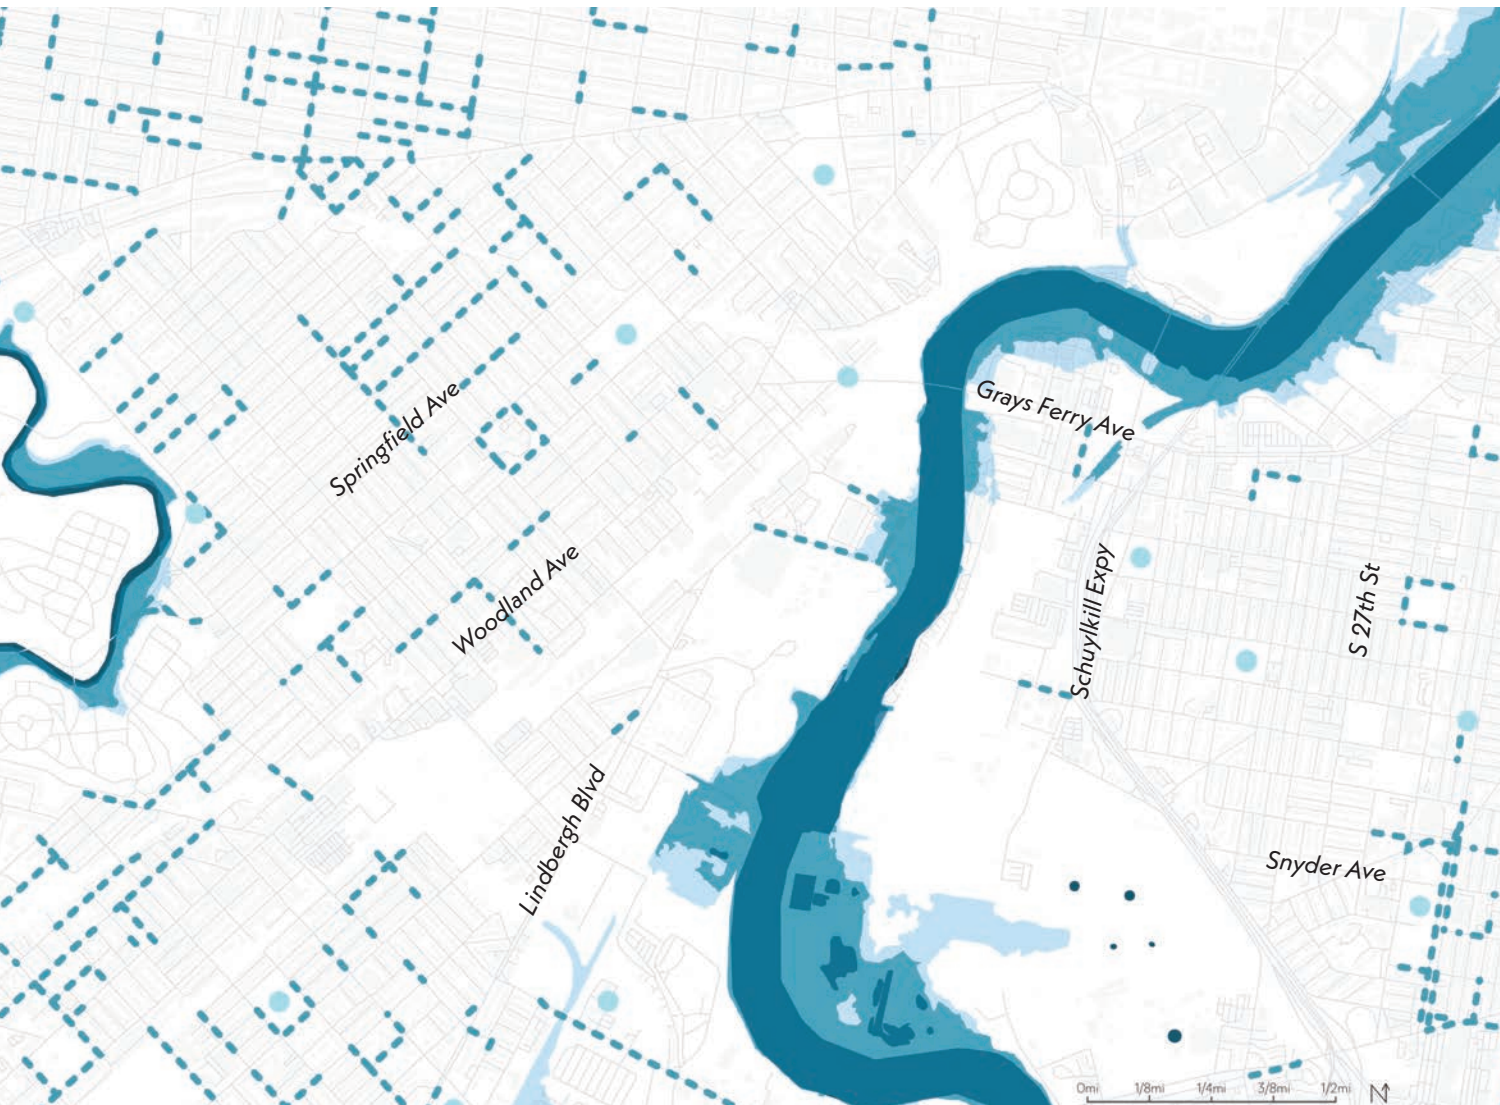 Grays Ferry Ave
Springfield Ave
Woodland Ave
Schuylkill Expy
S 27th St
Lindbergh Blvd
Snyder Ave
0mi 1/8mi 1/4mi 3/8mi 1/2mi N